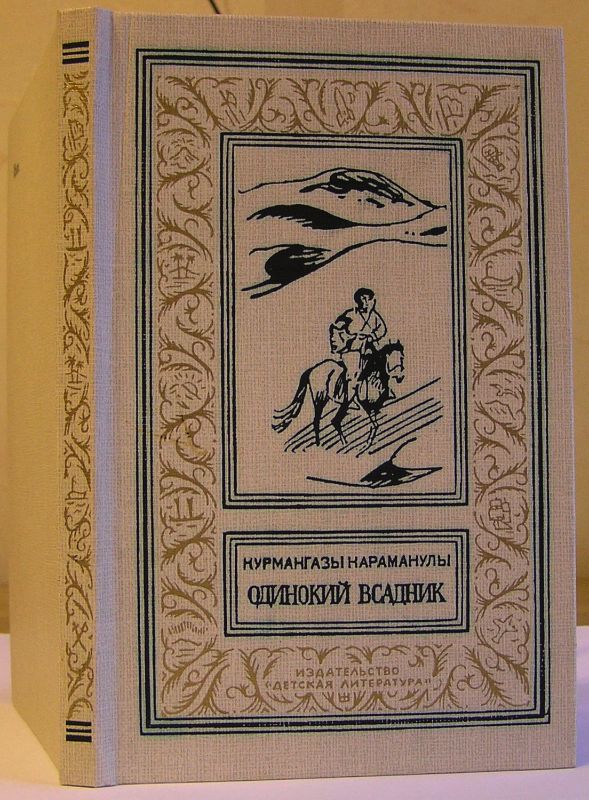 КУРМАНГАЗЫ КАРАМАНУЛЫ
ОДИНОКИЙ ВСАДНИК
ИЗДАТЕЛЬСТВО
"ДЕТСКАЯ ЛИТЕРАТУРА"